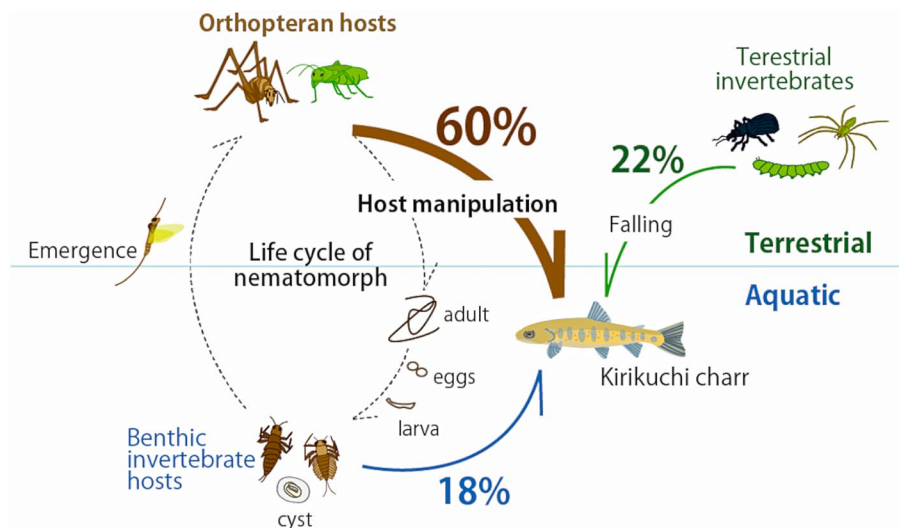 Orthopteran hosts
Terestrial
invertebrates
60%
22%
Host manipulation
Falling
Emergence
Life cycle of
nematomorph
Terrestrial
Aquatic
adult
eggs
larva
Kirikuchi charr
Benthic
invertebrate
hosts
cyst
18%